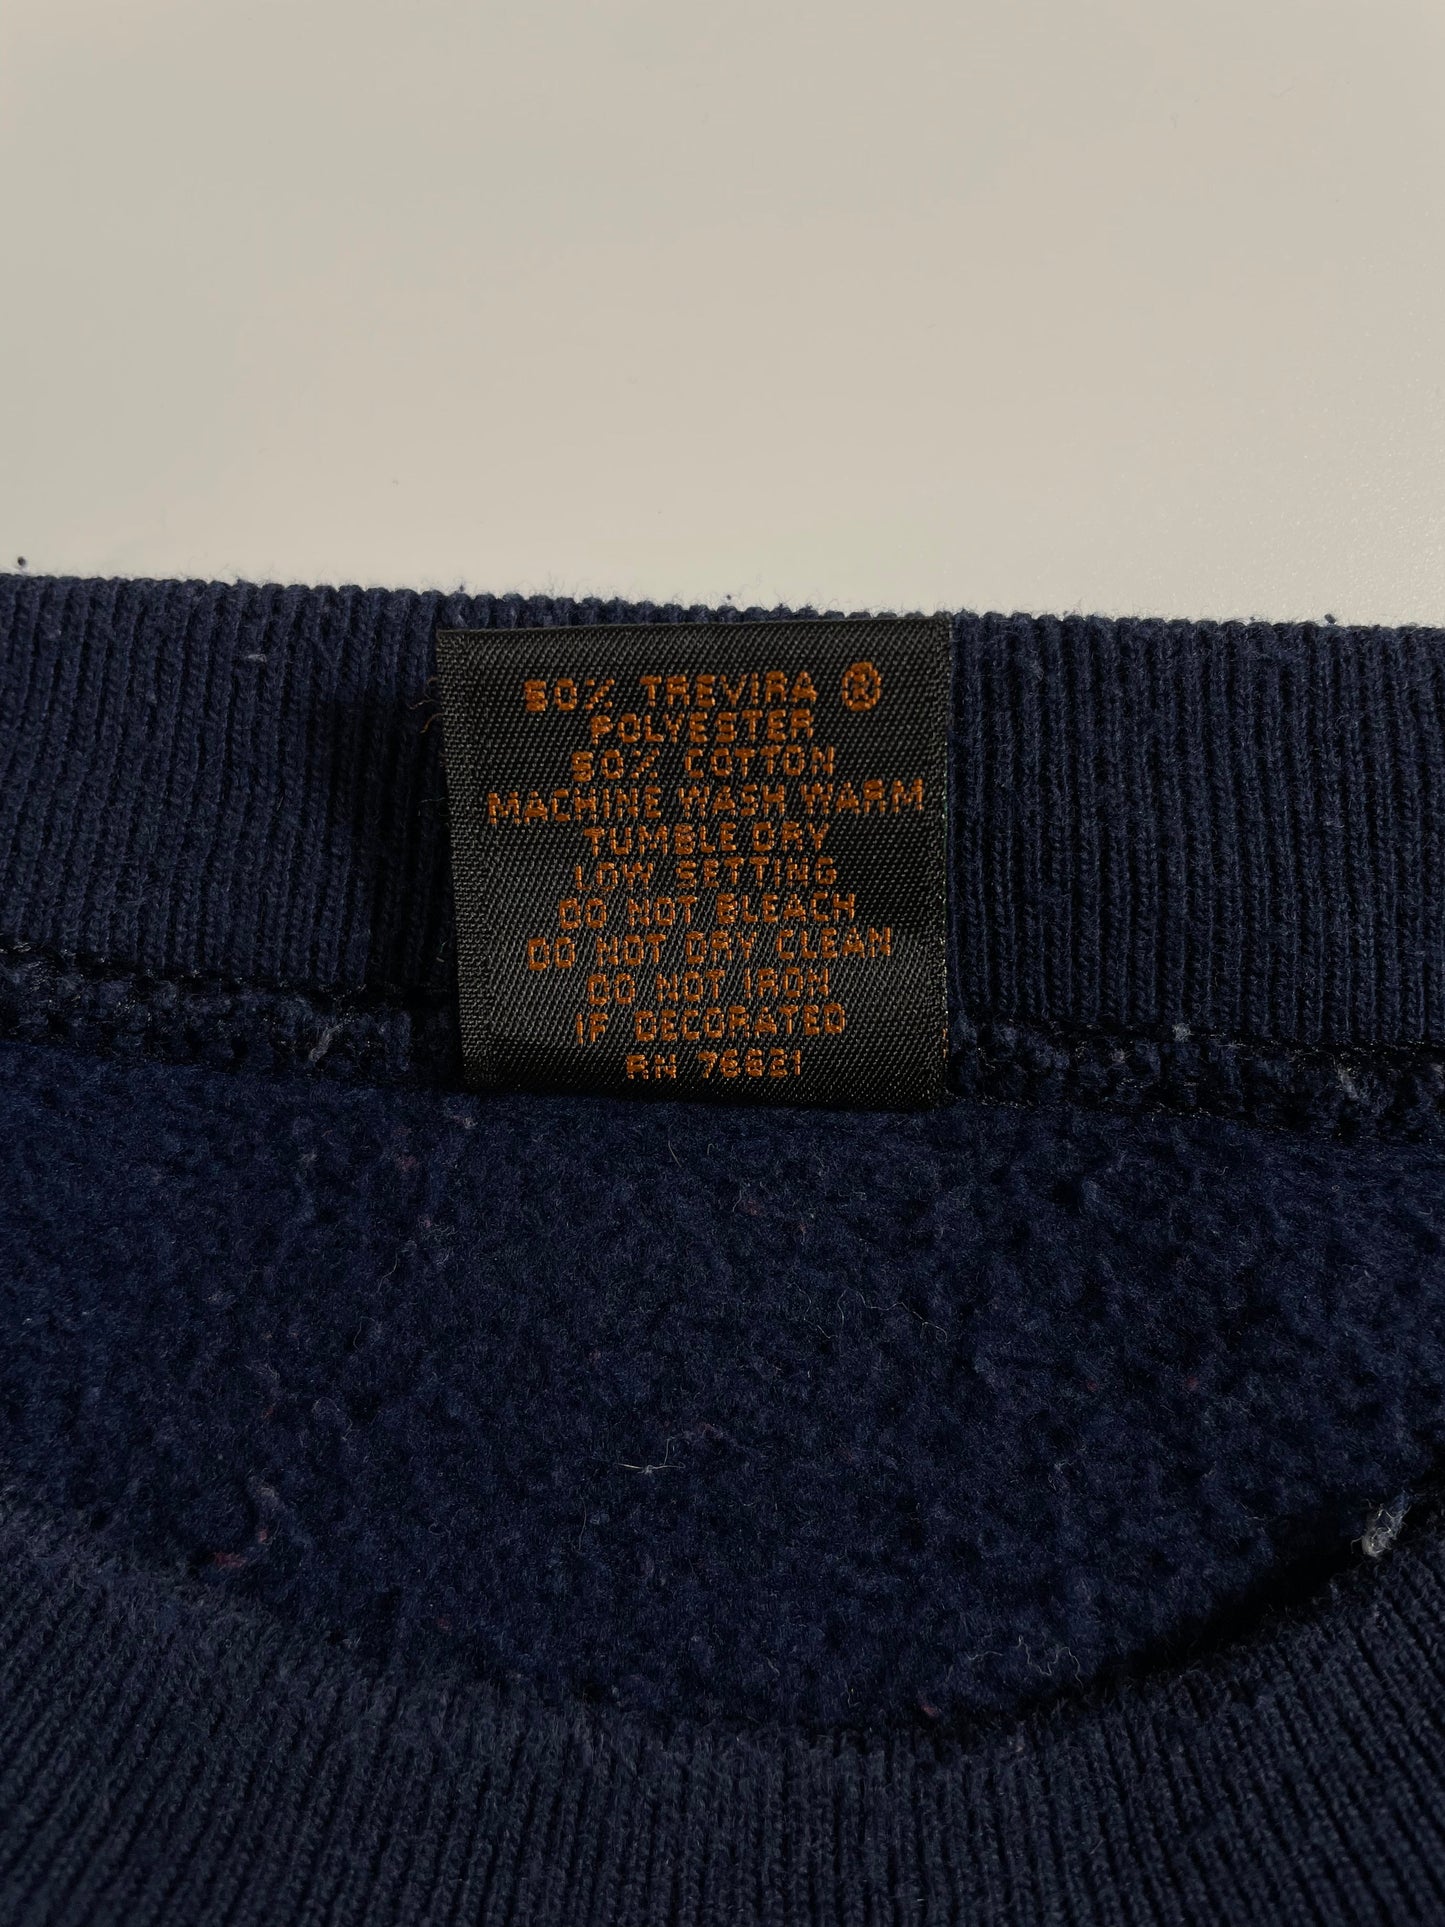 50% TREVIRA ®
POLYESTER
50% COTTON
MACHINE WASH WARM
TUMBLE DRY
LOW SETTING
DO NOT BLEACH
DO NOT DRY CLEAN
DO NOT IRON
IF DECORATED
RN